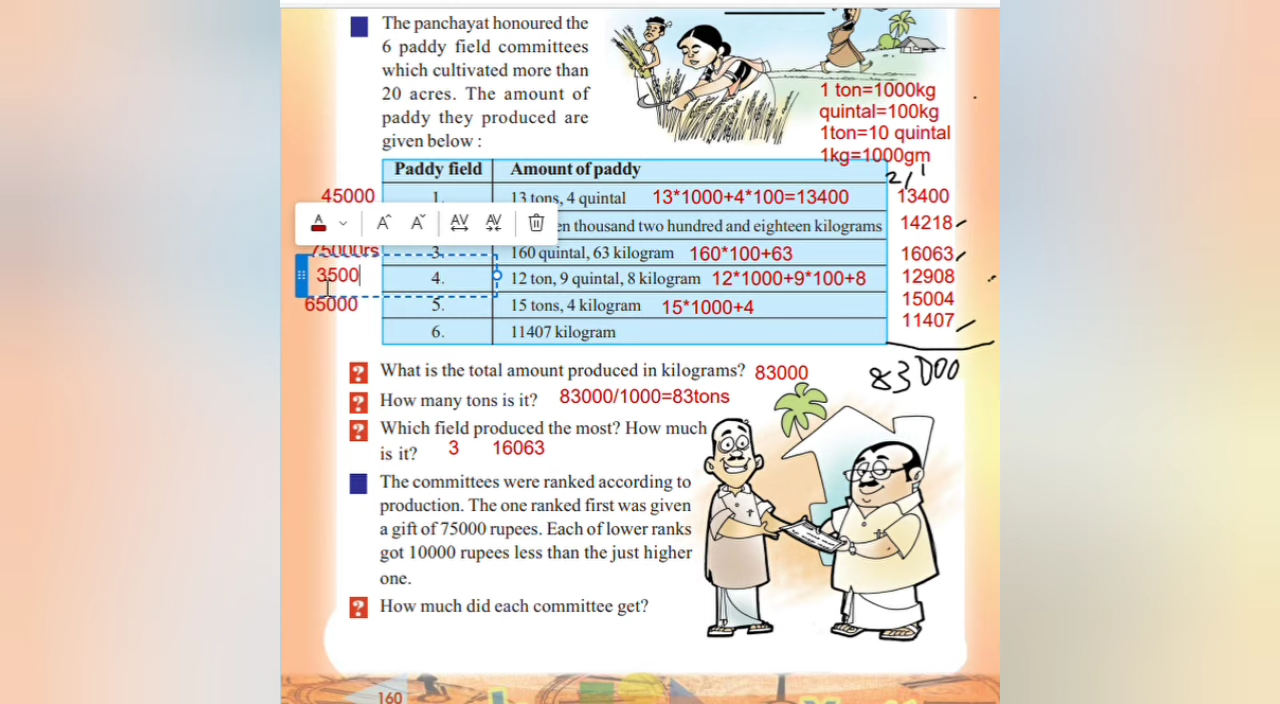 The panchayat honoured the
6 paddy field committees
which cultivated more than
20 acres. The amount of
paddy they produced are
given below :
1 ton=1000kg
quintal=100kg
1ton=10 quintal
1kg=1000gm
2 1 1
Paddy field Amount of paddy
45000 1. 13 tons, 4 quintal 13*1000+4*100=13400 13400
A A A AV AV
thousand two hundred and eighteen kilograms 14218
75000rs 3. 160 quintal, 63 kilogram 160*100+63 16063
3500 4. 12 ton, 9 quintal, 8 kilogram 12*1000+9*100+8 12908
65000 5. 15 tons, 4 kilogram 15*1000+4 15004
6. 11407 kilogram 11407
83000
? What is the total amount produced in kilograms? 83000
? How many tons is it? 83000/1000=83tons
? Which field produced the most? How much
is it? 3 16063
The committees were ranked according to
production. The one ranked first was given
a gift of 75000 rupees. Each of lower ranks
got 10000 rupees less than the just higher
one.
? How much did each committee get?
160